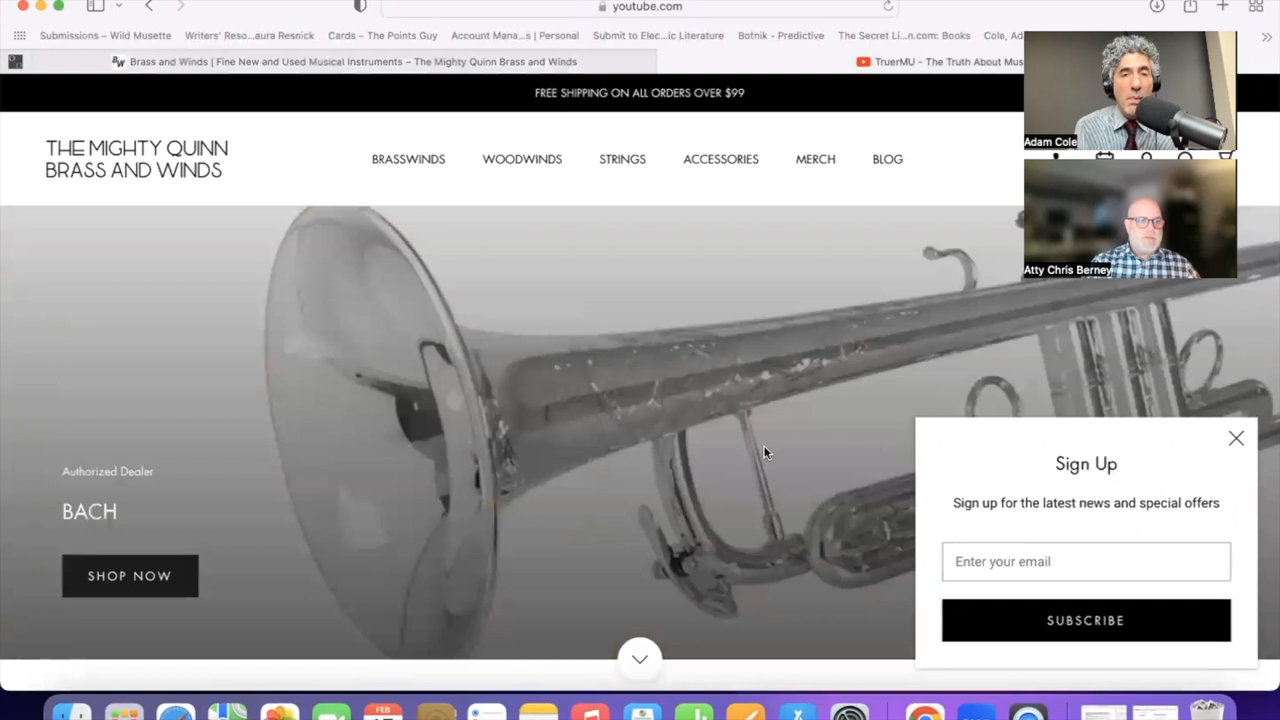 youtube.com
Submissions – Wild Musette
Writers' Reso...aura Resnick
Cards – The Points Guy
Account Mana...s | Personal
Submit to Elec...ic Literature
Botnik - Predictive
The Secret Li...n.com: Books
Cole, Ad
Brass and Winds | Fine New and Used Musical Instruments – The Mighty Quinn Brass and Winds
TruerMU - The Truth About Mus
FREE SHIPPING ON ALL ORDERS OVER $99
Adam Cole
THE MIGHTY QUINN
BRASS AND WINDS
BRASSWINDS
WOODWINDS
STRINGS
ACCESSORIES
MERCH
BLOG
Atty Chris Berney
Authorized Dealer
BACH
SHOP NOW
Sign Up
Sign up for the latest news and special offers
Enter your email
SUBSCRIBE
FEB